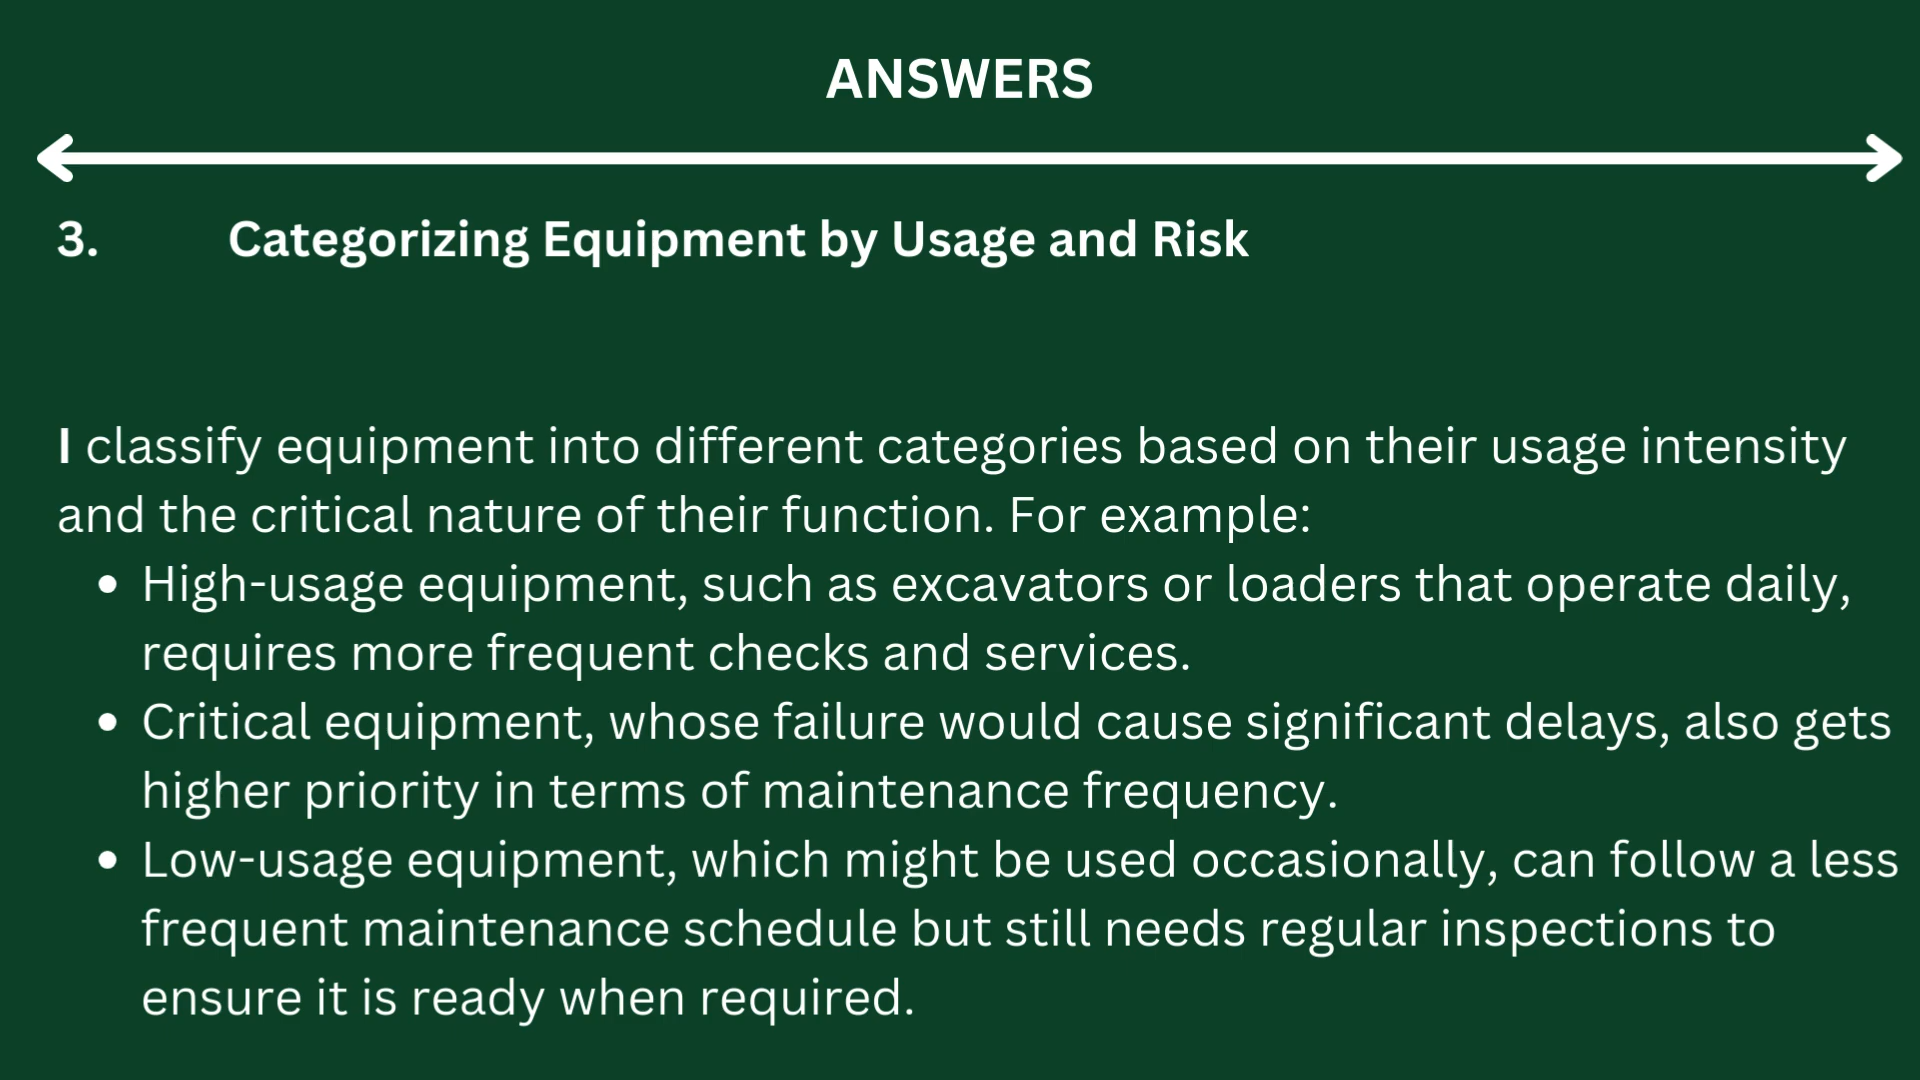 ANSWERS
3. Categorizing Equipment by Usage and Risk
I classify equipment into different categories based on their usage intensity
and the critical nature of their function. For example:
• High-usage equipment, such as excavators or loaders that operate daily,
requires more frequent checks and services.
• Critical equipment, whose failure would cause significant delays, also gets
higher priority in terms of maintenance frequency.
• Low-usage equipment, which might be used occasionally, can follow a less
frequent maintenance schedule but still needs regular inspections to
ensure it is ready when required.